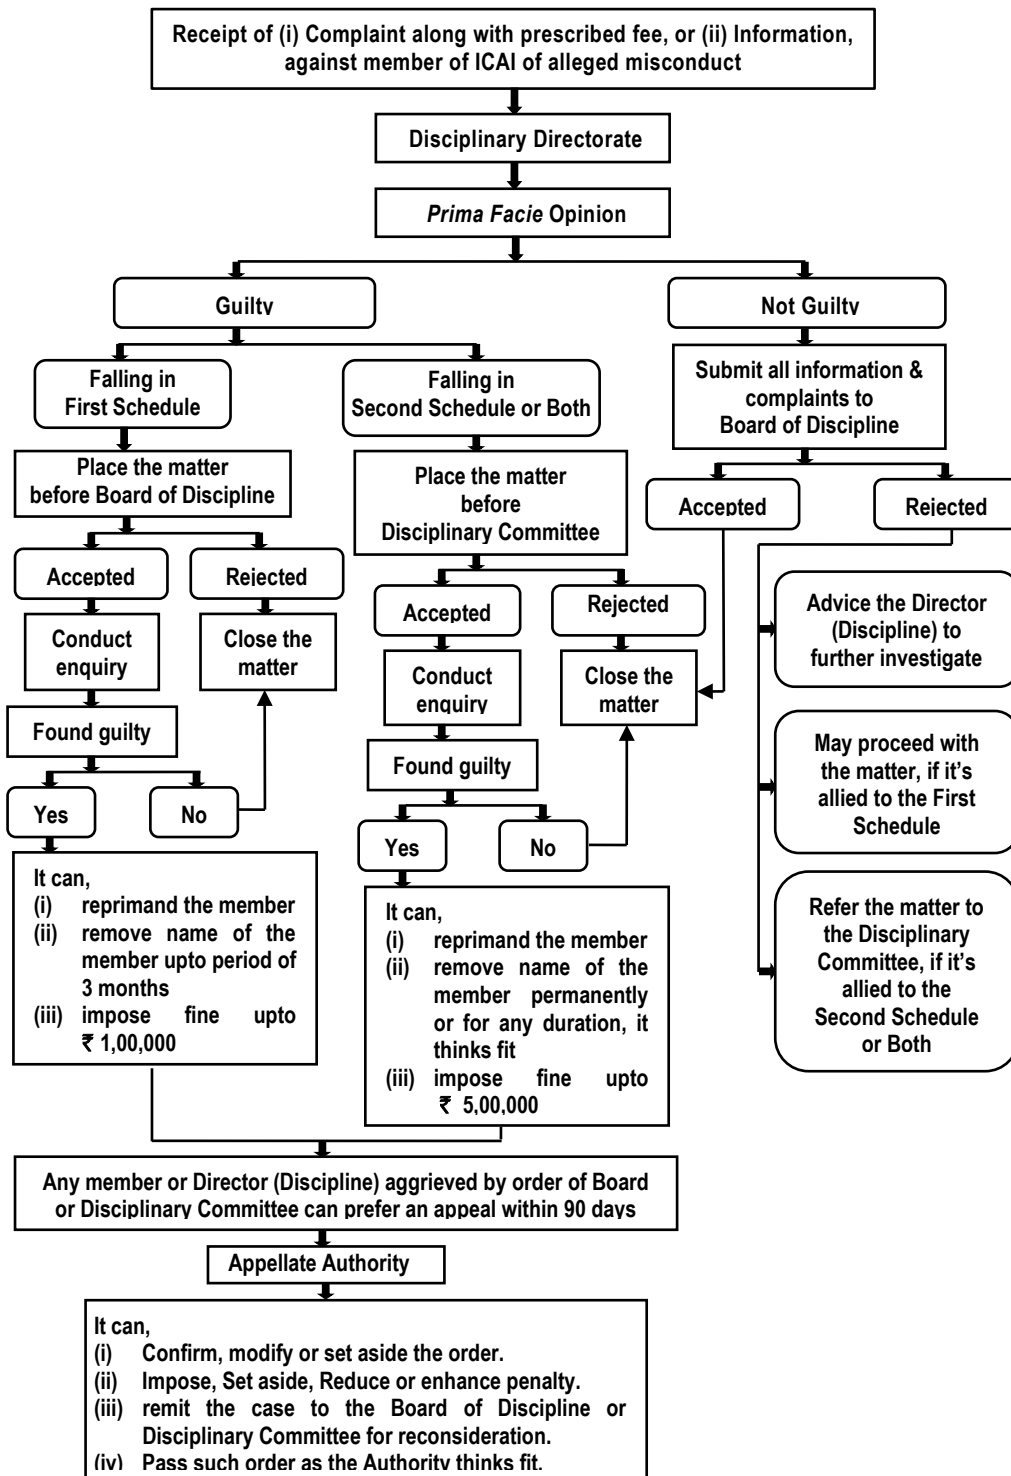 Receipt of (i) Complaint along with prescribed fee, or (ii) Information,
against member of ICAI of alleged misconduct
Disciplinary Directorate
Prima Facie Opinion
Guilty
Not Guilty
Falling in
First Schedule
Falling in
Second Schedule or Both
Submit all information &
complaints to
Board of Discipline
Place the matter
before Board of Discipline
Place the matter
before
Disciplinary Committee
Accepted
Rejected
Accepted
Rejected
Accepted
Rejected
Conduct
enquiry
Close the
matter
Conduct
enquiry
Close the
matter
Advice the Director
(Discipline) to
further investigate
Found guilty
Found guilty
May proceed with
the matter, if it's
allied to the First
Schedule
Yes
No
Yes
No
It can,
(i) reprimand the member
(ii) remove name of the
member upto period of
3 months
(iii) impose fine upto
₹ 1,00,000
It can,
(i) reprimand the member
(ii) remove name of the
member permanently
or for any duration, it
thinks fit
(iii) impose fine upto
₹ 5,00,000
Refer the matter to
the Disciplinary
Committee, if it's
allied to the
Second Schedule
or Both
Any member or Director (Discipline) aggrieved by order of Board
or Disciplinary Committee can prefer an appeal within 90 days
Appellate Authority
It can,
(i) Confirm, modify or set aside the order.
(ii) Impose, Set aside, Reduce or enhance penalty.
(iii) remit the case to the Board of Discipline or
Disciplinary Committee for reconsideration.
(iv) Pass such order as the Authority thinks fit.